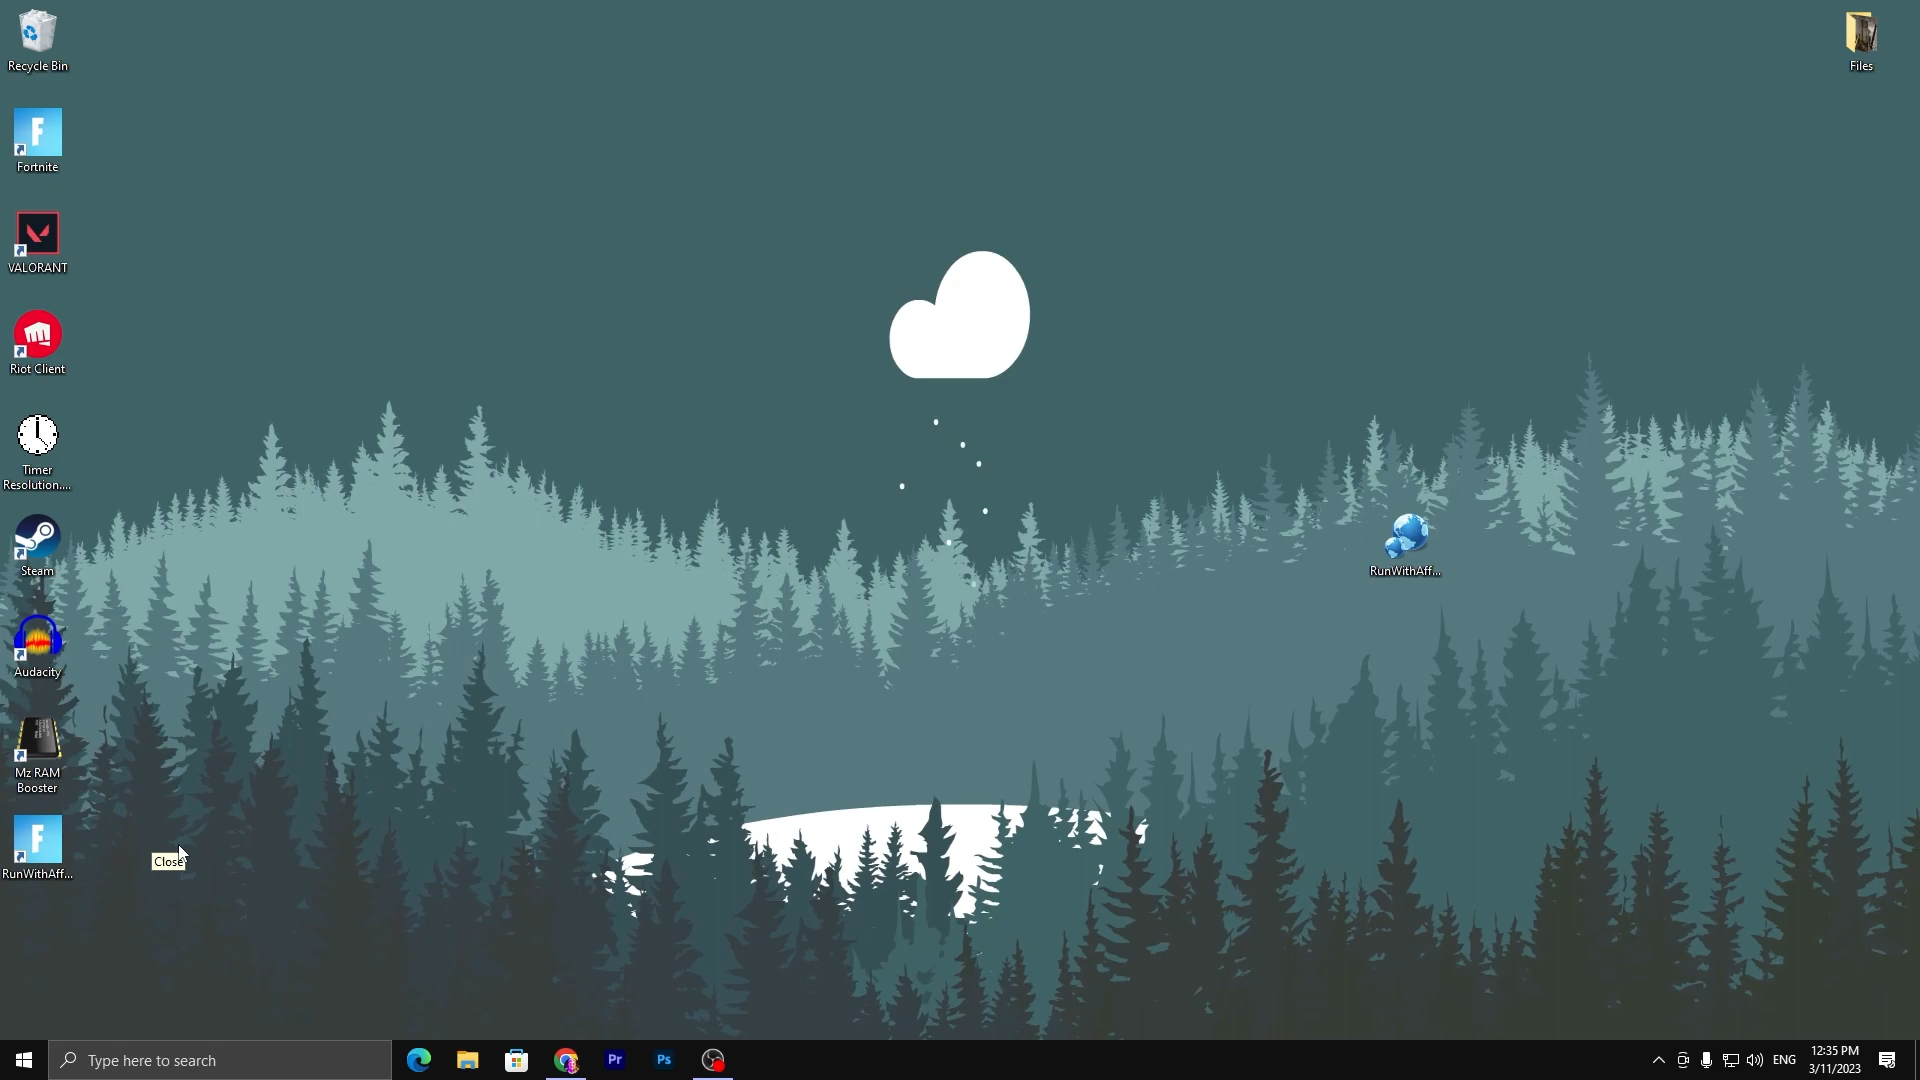 Recycle Bin
Files
Fortnite
VALORANT
Riot Client
Timer
Resolution....
Steam
RunWithAff...
Audacity
Mz RAM
Booster
RunWithAff...
Close
Type here to search
Pr
Ps
ENG
12:35 PM
3/11/2023